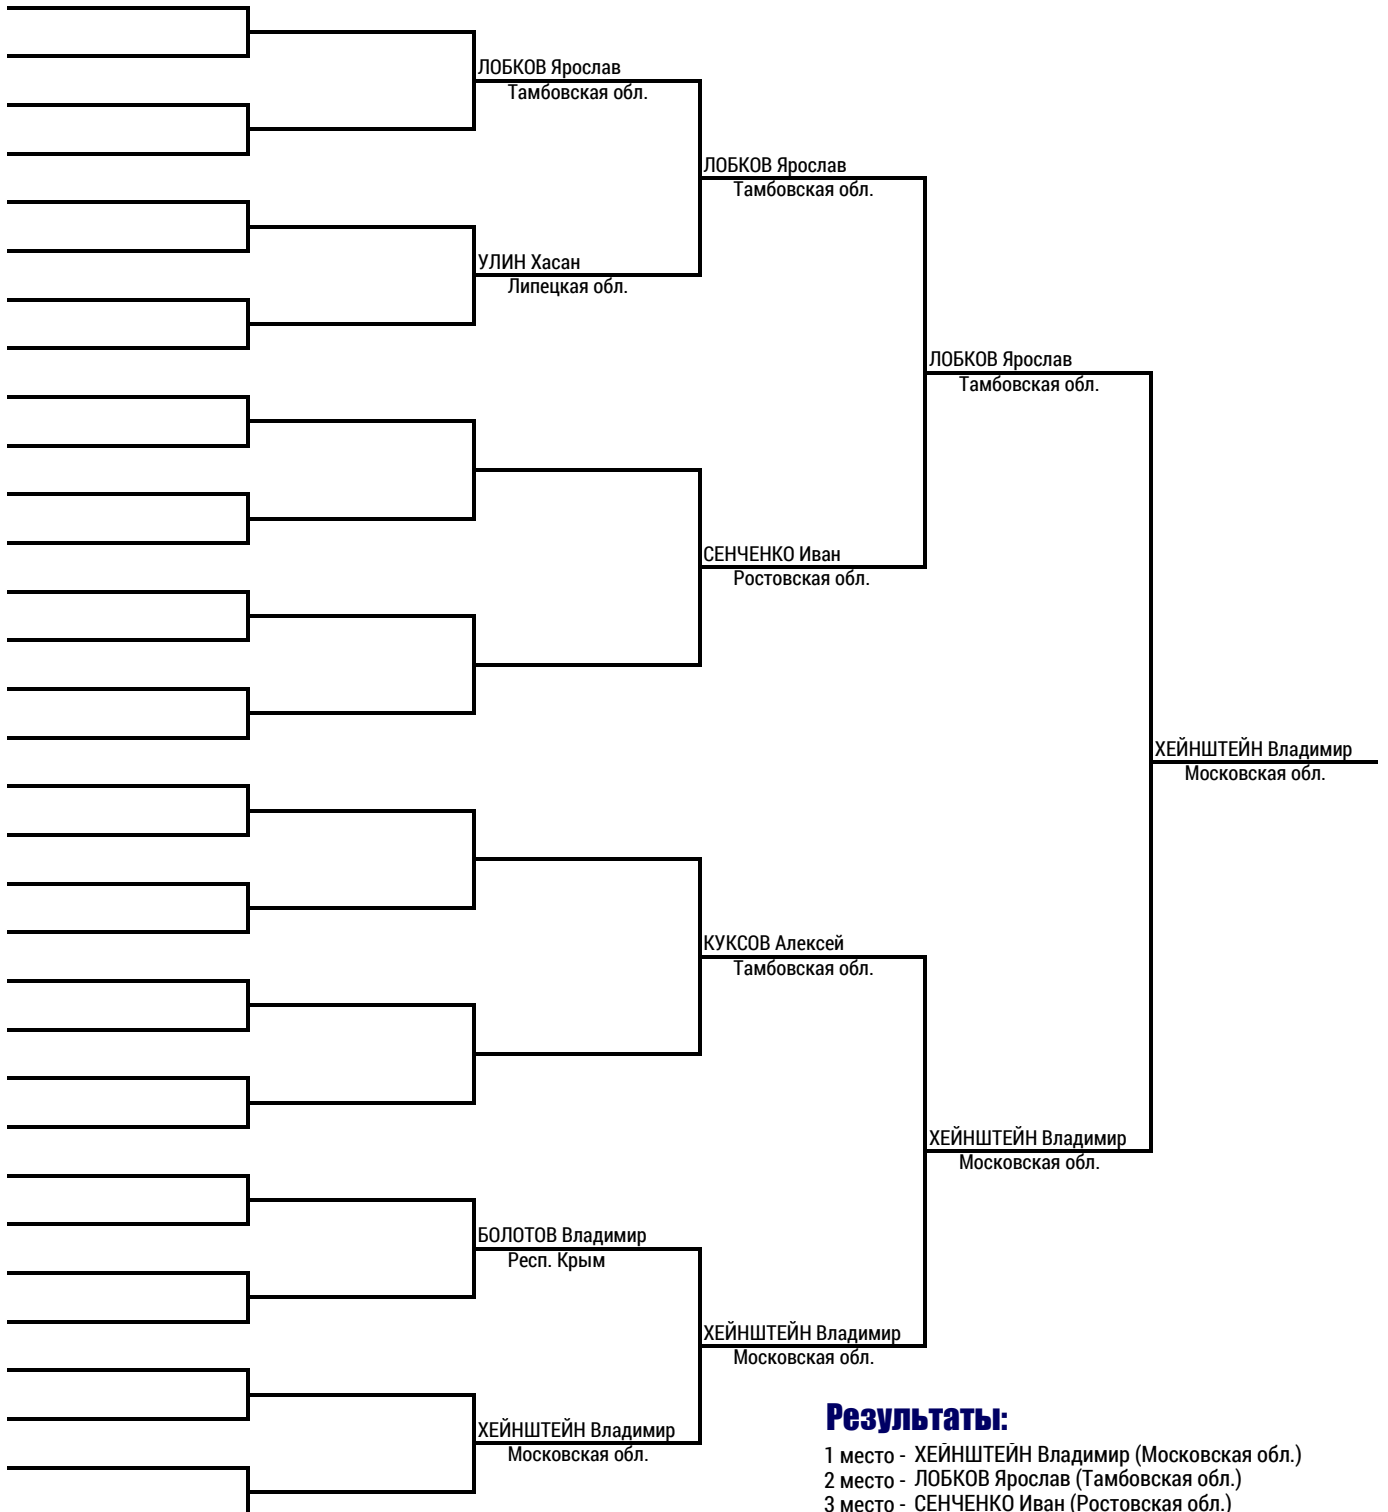 ЛОБКОВ Ярослав
Тамбовская обл.
ЛОБКОВ Ярослав
Тамбовская обл.
УЛИН Хасан
Липецкая обл.
ЛОБКОВ Ярослав
Тамбовская обл.
СЕНЧЕНКО Иван
Ростовская обл.
ХЕЙНШТЕЙН Владимир
Московская обл.
КУКСОВ Алексей
Тамбовская обл.
ХЕЙНШТЕЙН Владимир
Московская обл.
БОЛОТОВ Владимир
Респ. Крым
ХЕЙНШТЕЙН Владимир
Московская обл.
ХЕЙНШТЕЙН Владимир
Московская обл.
Результаты:
1 место - ХЕЙНШТЕЙН Владимир (Московская обл.)
2 место - ЛОБКОВ Ярослав (Тамбовская обл.)
3 место - СЕНЧЕНКО Иван (Ростовская обл.)